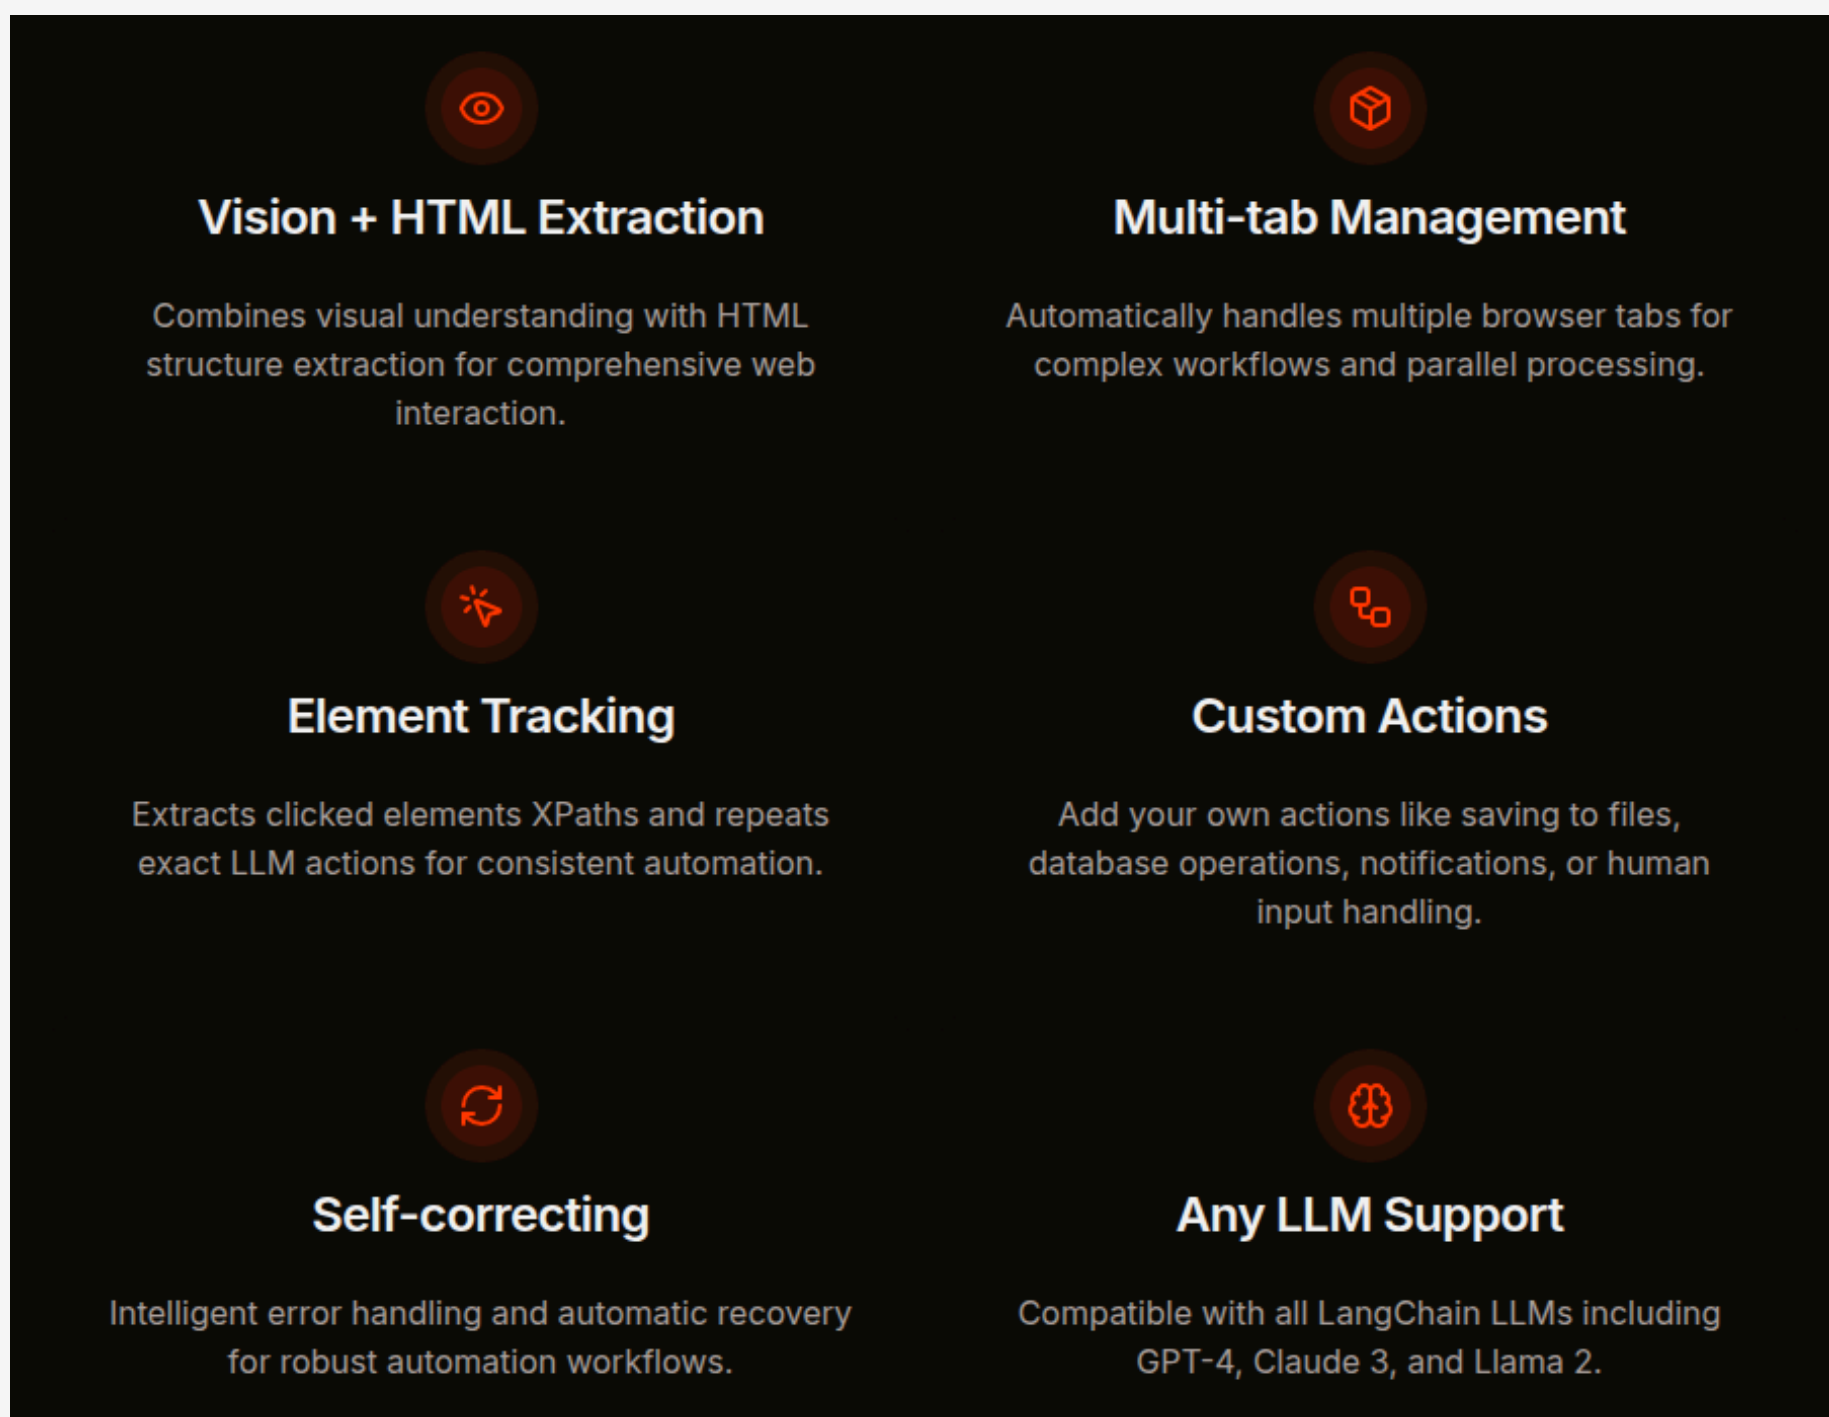 Vision + HTML Extraction
Combines visual understanding with HTML
structure extraction for comprehensive web
interaction.
Multi-tab Management
Automatically handles multiple browser tabs for
complex workflows and parallel processing.
Element Tracking
Extracts clicked elements XPaths and repeats
exact LLM actions for consistent automation.
Custom Actions
Add your own actions like saving to files,
database operations, notifications, or human
input handling.
Self-correcting
Intelligent error handling and automatic recovery
for robust automation workflows.
Any LLM Support
Compatible with all LangChain LLMs including
GPT-4, Claude 3, and Llama 2.